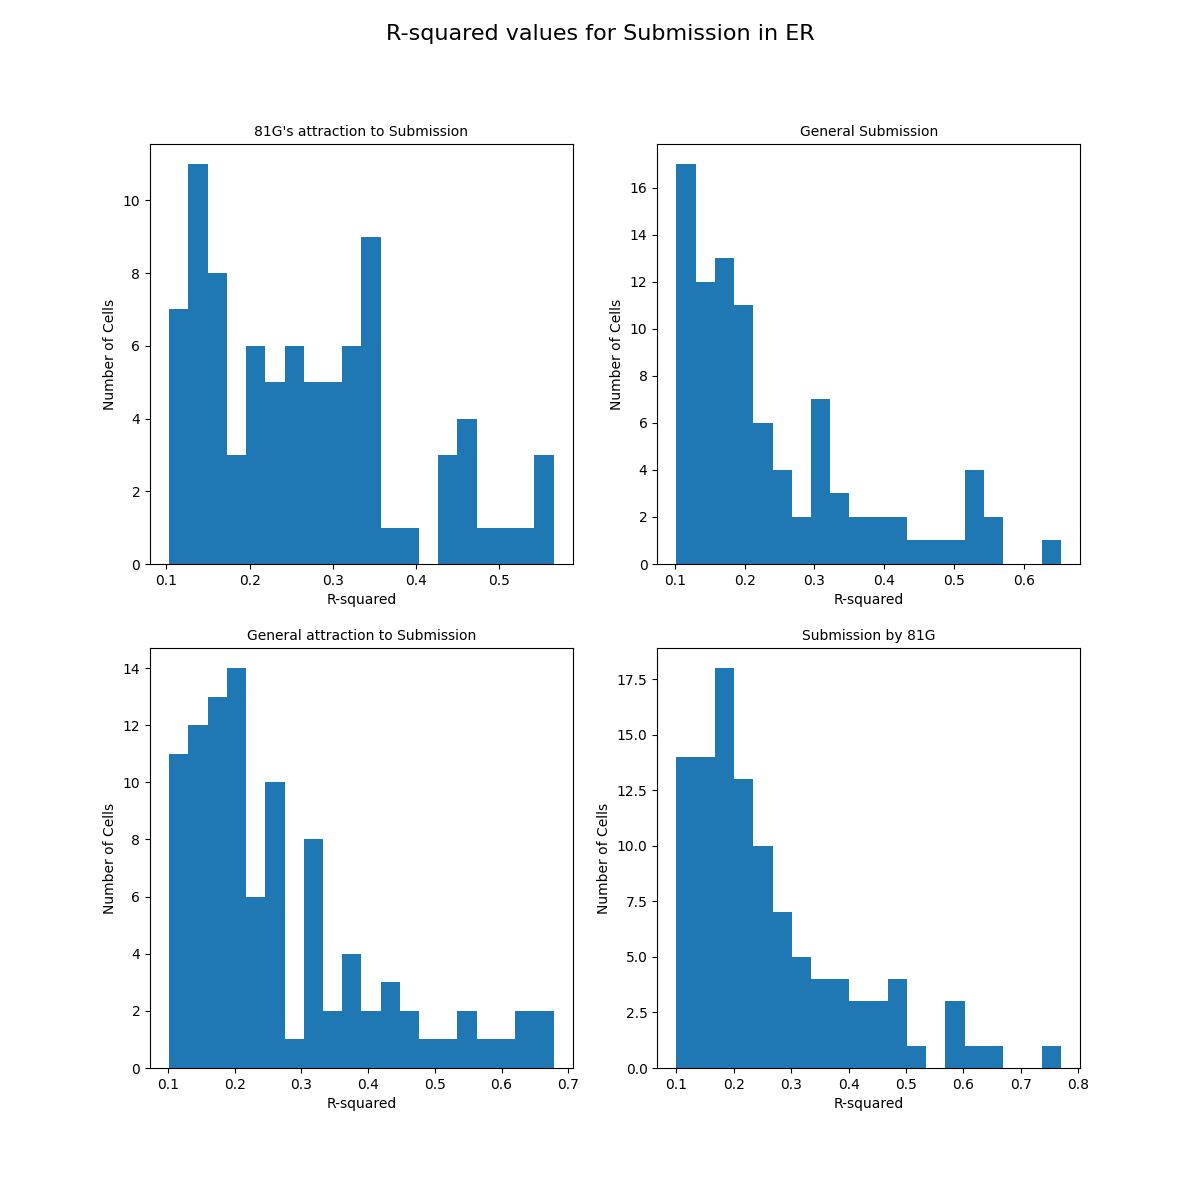 R-squared values for Submission in ER
81G's attraction to Submission
General Submission
10
8
6
4
2
0
Number of Cells
0.1 0.2 0.3 0.4 0.5
R-squared
16
14
12
10
8
6
4
2
0
Number of Cells
0.1 0.2 0.3 0.4 0.5 0.6
R-squared
General attraction to Submission
Submission by 81G
14
12
10
8
6
4
2
0
Number of Cells
0.1 0.2 0.3 0.4 0.5 0.6 0.7
R-squared
17.5
15.0
12.5
10.0
7.5
5.0
2.5
0.0
Number of Cells
0.1 0.2 0.3 0.4 0.5 0.6 0.7 0.8
R-squared